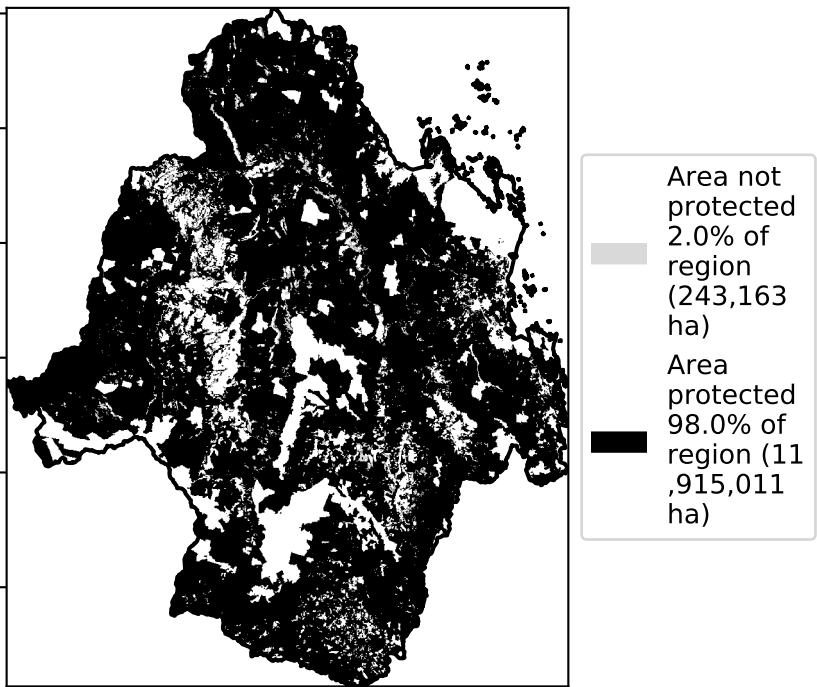 Area not
protected
2.0% of
region
(243,163
ha)
Area
protected
98.0% of
region (11
,915,011
ha)